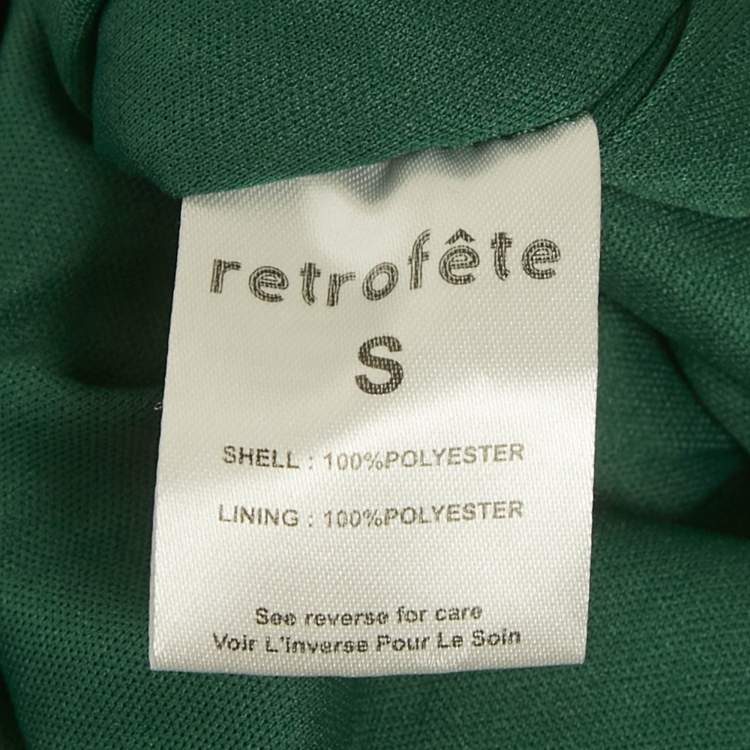 retrofête
S
SHELL : 100%POLYESTER
LINING : 100%POLYESTER
See reverse for care
Voir L'inverse Pour Le Soin